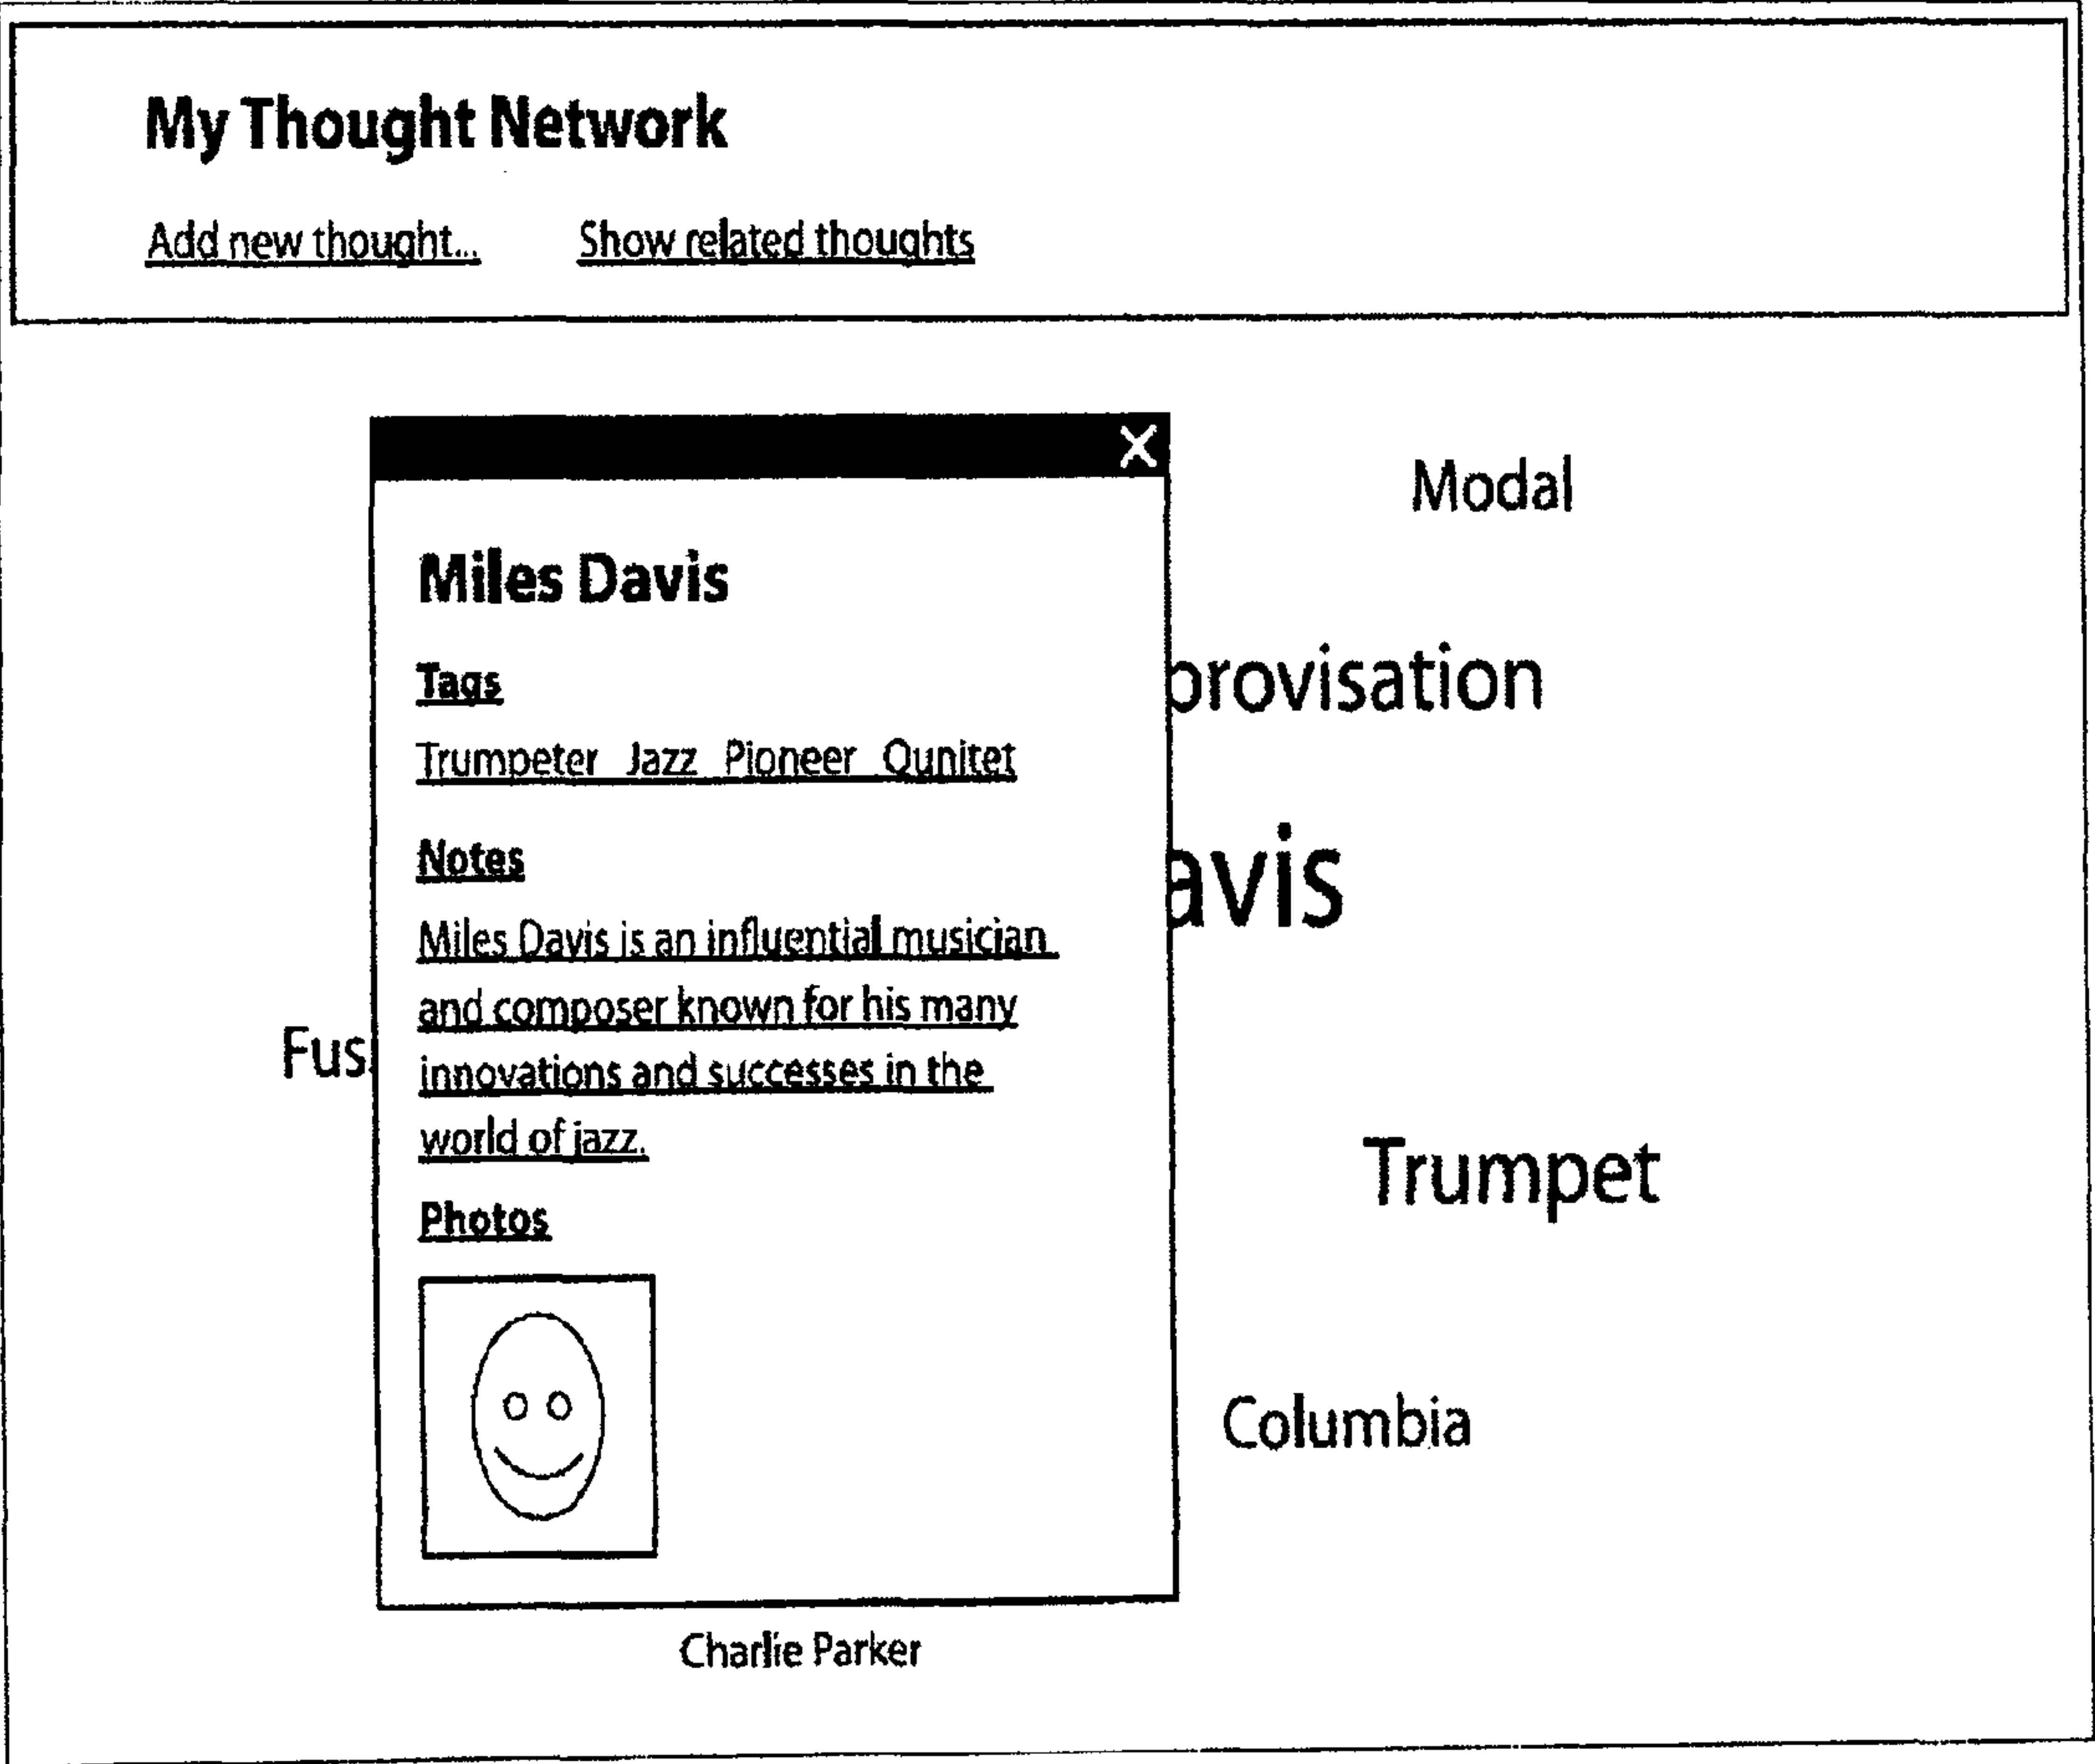 My Thought Network
Add new thought... Show related thoughts
X
Modal
Miles Davis
Tags
provisation
Trumpeter Jazz Pioneer Qunitet
Notes
avis
Miles Davis is an influential musician
and composer known for his many
Fus
innovations and successes in the
world of jazz.
Trumpet
Photos
Columbia
Charlie Parker